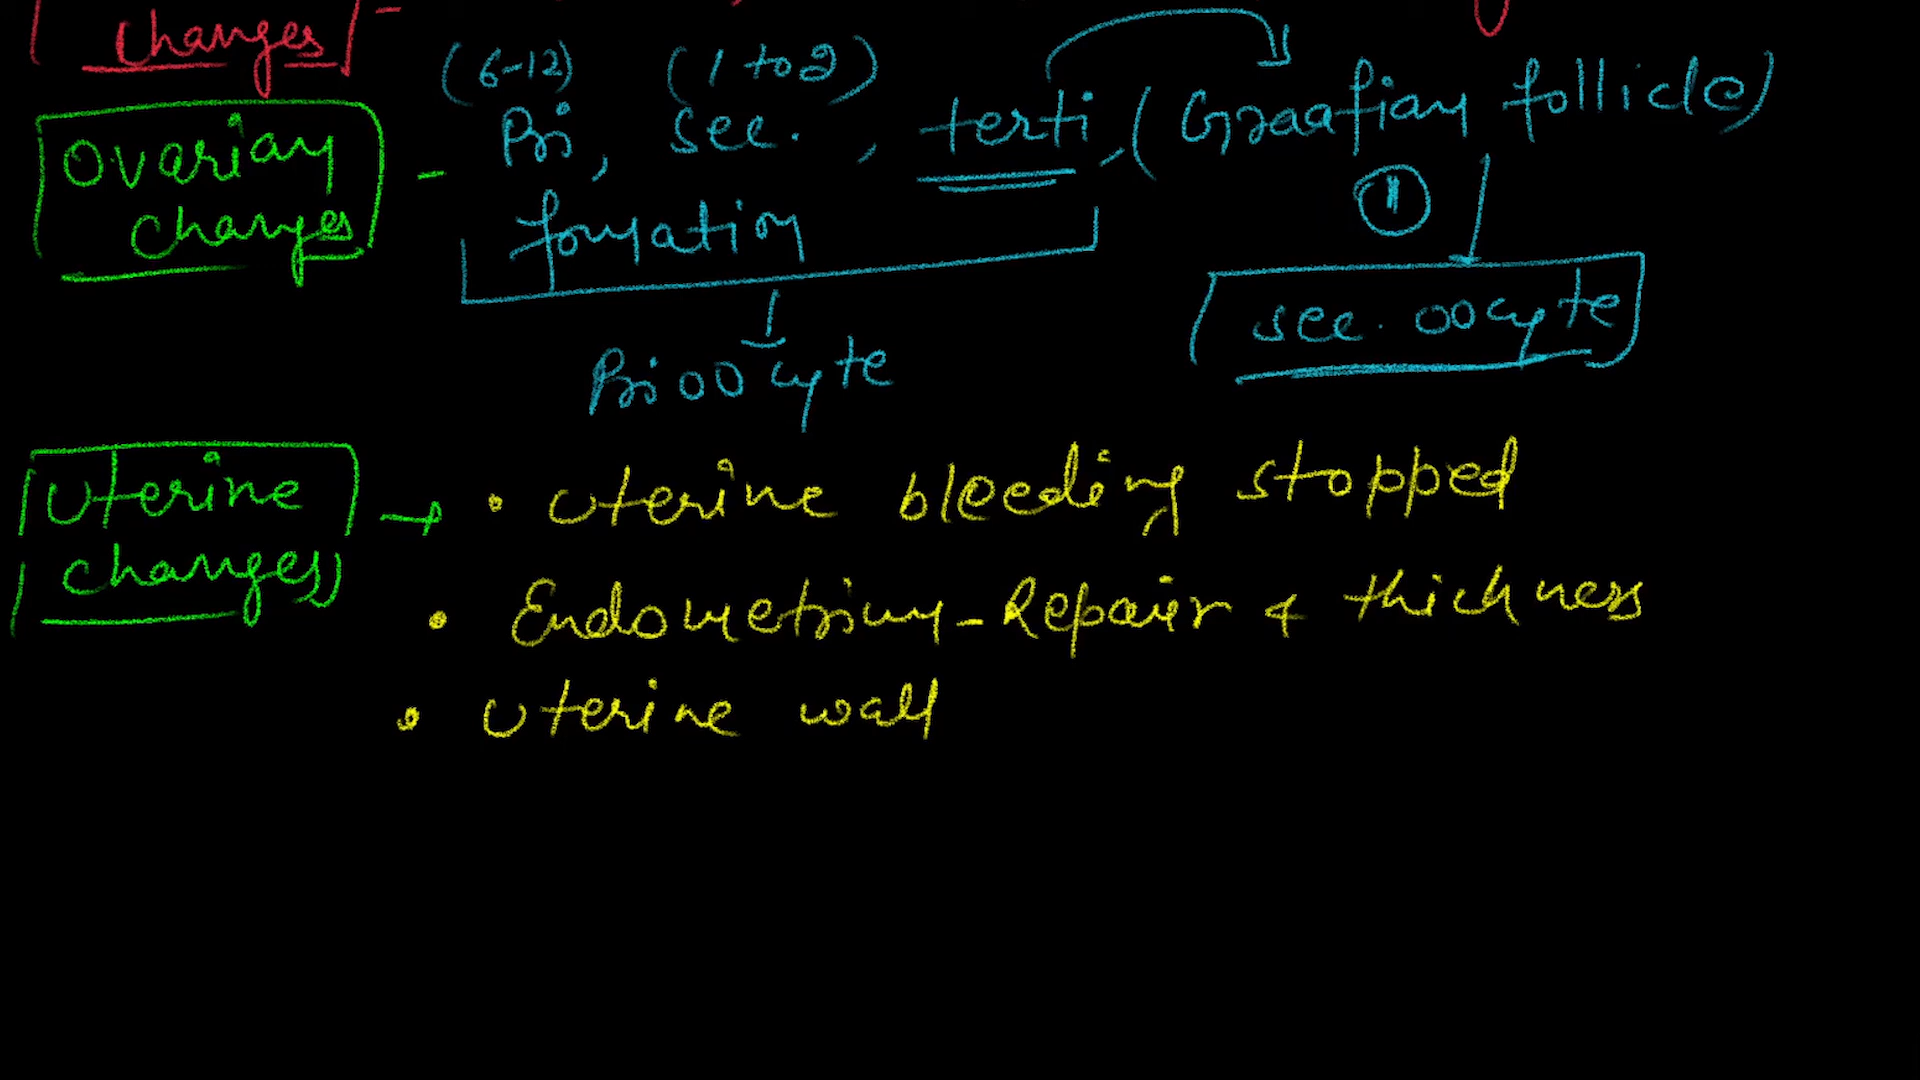 changes -
(6-12) (1 to 2)
Ovarian - Pri, sec. , terti, (Graafian follicle)
changes formation 1
sec. oocyte
Pri oocyte
Uterine → • Uterine bleeding stopped
changes
• Endometrium - Repair & thickness
• Uterine wall